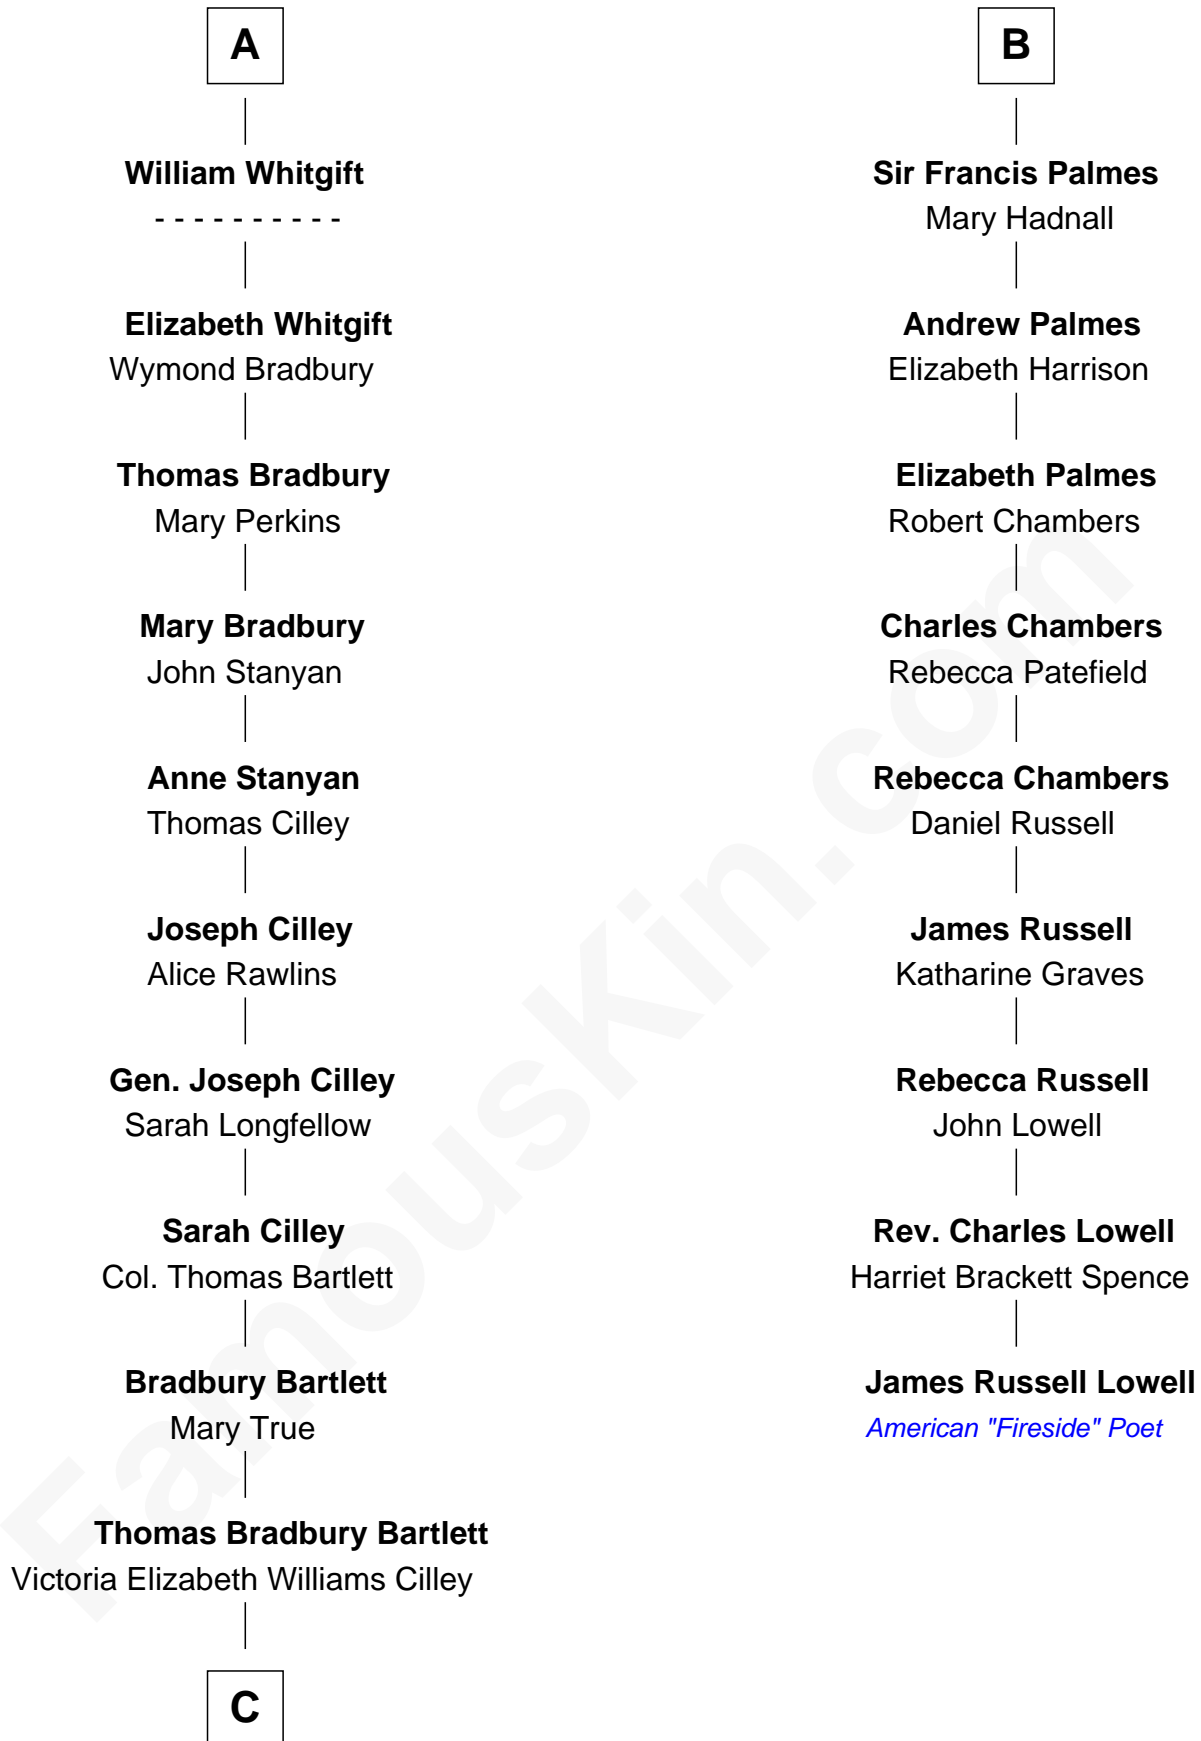 A
William Whitgift
- - - - - - - - - -
Elizabeth Whitgift
Wymond Bradbury
Thomas Bradbury
Mary Perkins
Mary Bradbury
John Stanyan
Anne Stanyan
Thomas Cilley
Joseph Cilley
Alice Rawlins
Gen. Joseph Cilley
Sarah Longfellow
Sarah Cilley
Col. Thomas Bartlett
Bradbury Bartlett
Mary True
Thomas Bradbury Bartlett
Victoria Elizabeth Williams Cilley
C
B
Sir Francis Palmes
Mary Hadnall
Andrew Palmes
Elizabeth Harrison
Elizabeth Palmes
Robert Chambers
Charles Chambers
Rebecca Patefield
Rebecca Chambers
Daniel Russell
James Russell
Katharine Graves
Rebecca Russell
John Lowell
Rev. Charles Lowell
Harriet Brackett Spence
James Russell Lowell
American "Fireside" Poet
FamousKin.com